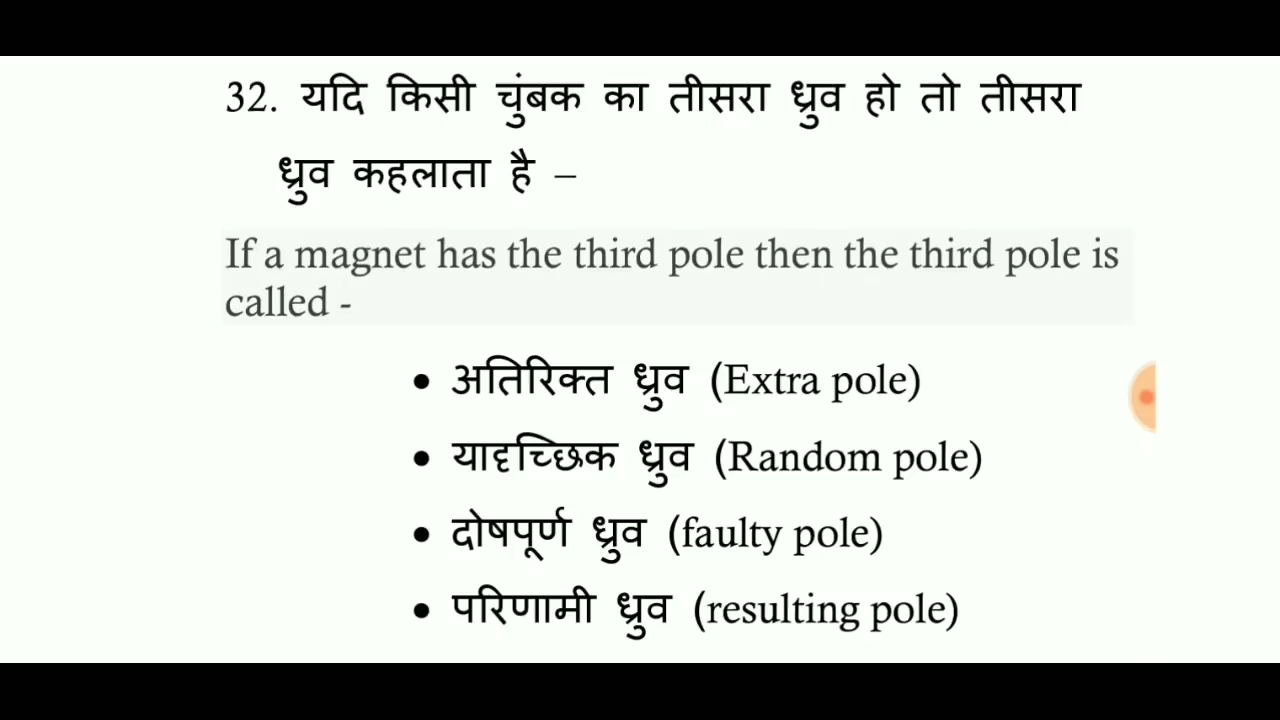 32. यदि किसी चुंबक का तीसरा ध्रुव हो तो तीसरा
ध्रुव कहलाता है –
If a magnet has the third pole then the third pole is
called -
• अतिरिक्त ध्रुव (Extra pole)
• यादृच्छिक ध्रुव (Random pole)
• दोषपूर्ण ध्रुव (faulty pole)
• परिणामी ध्रुव (resulting pole)